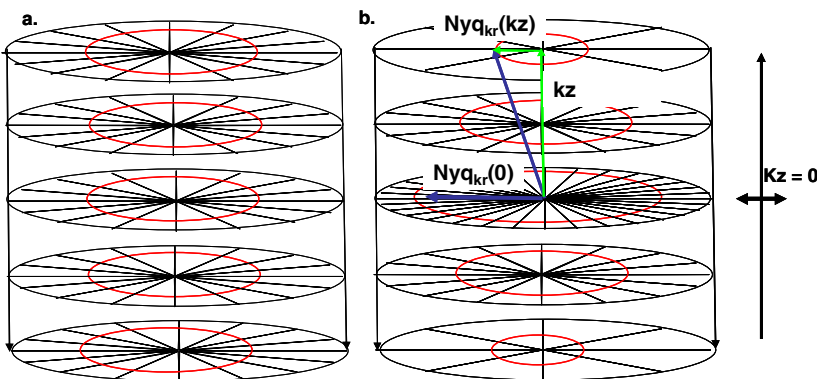 a.
b.
Nyqkr(kz)
kz
Nyqkr(0)
Kz = 0